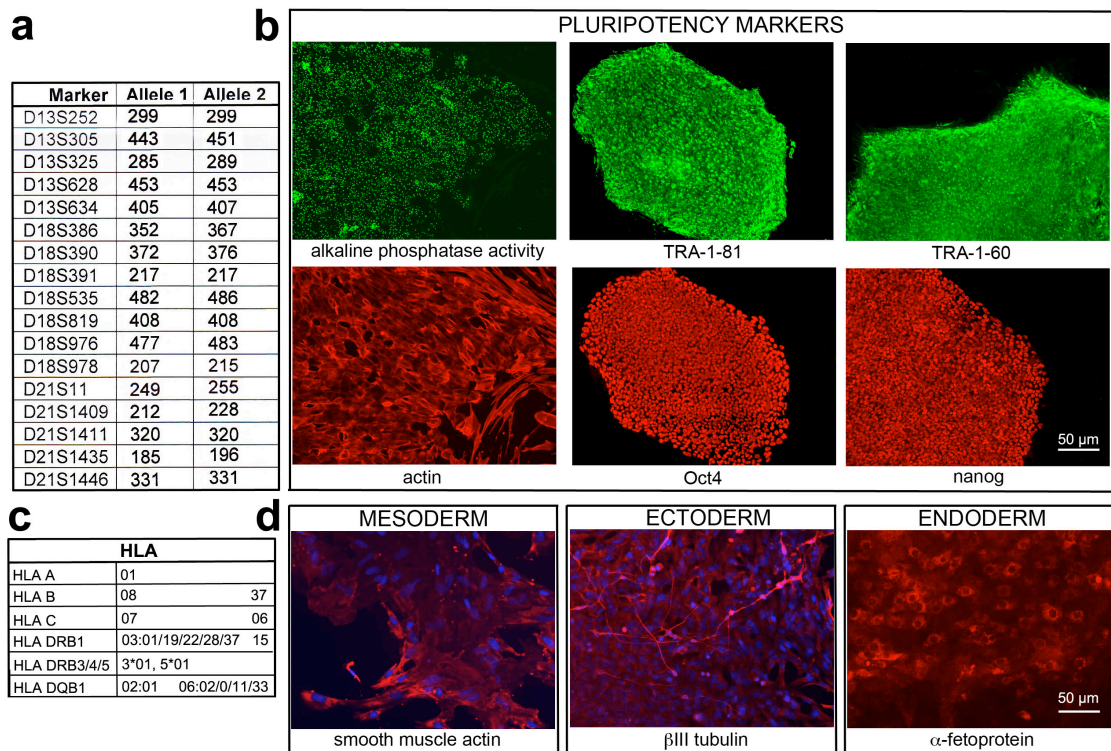 a
Marker Allele 1 Allele 2
D13S252 299 299
D13S305 443 451
D13S325 285 289
D13S628 453 453
D13S634 405 407
D18S386 352 367
D18S390 372 376
D18S391 217 217
D18S535 482 486
D18S819 408 408
D18S976 477 483
D18S978 207 215
D21S11 249 255
D21S1409 212 228
D21S1411 320 320
D21S1435 185 196
D21S1446 331 331
b
PLURIPOTENCY MARKERS
alkaline phosphatase activity TRA-1-81 TRA-1-60
50 µm
actin Oct4 nanog
c
HLA
HLA A 01
HLA B 08 37
HLA C 07 06
HLA DRB1 03:01/19/22/28/37 15
HLA DRB3/4/5 3*01, 5*01
HLA DQB1 02:01 06:02/0/11/33
d
MESODERM ECTODERM ENDODERM
50 µm
smooth muscle actin βIII tubulin α-fetoprotein